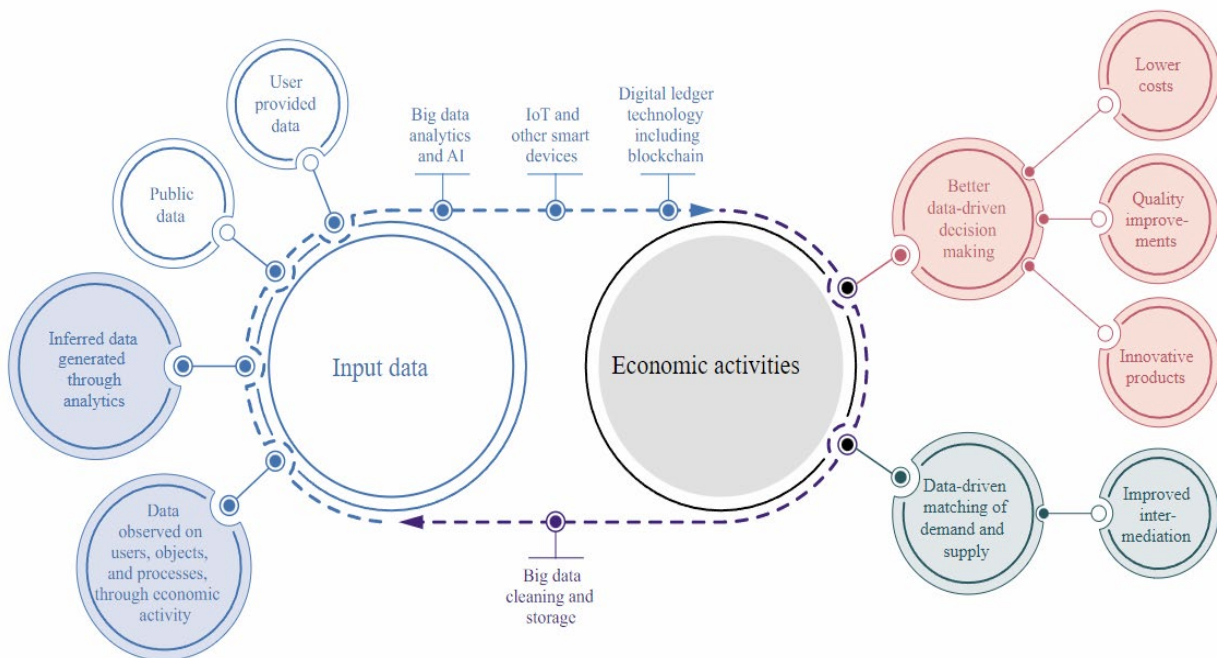 User
provided
data
Public
data
Inferred data
generated
through
analytics
Data
observed on
users, objects,
and processes,
through economic
activity
Input data
Big data
analytics
and AI
IoT and
other smart
devices
Digital ledger
technology
including
blockchain
Economic activities
Big data
cleaning and
storage
Better
data-driven
decision
making
Lower
costs
Quality
improve-
ments
Innovative
products
Data-driven
matching of
demand and
supply
Improved
inter-
mediation